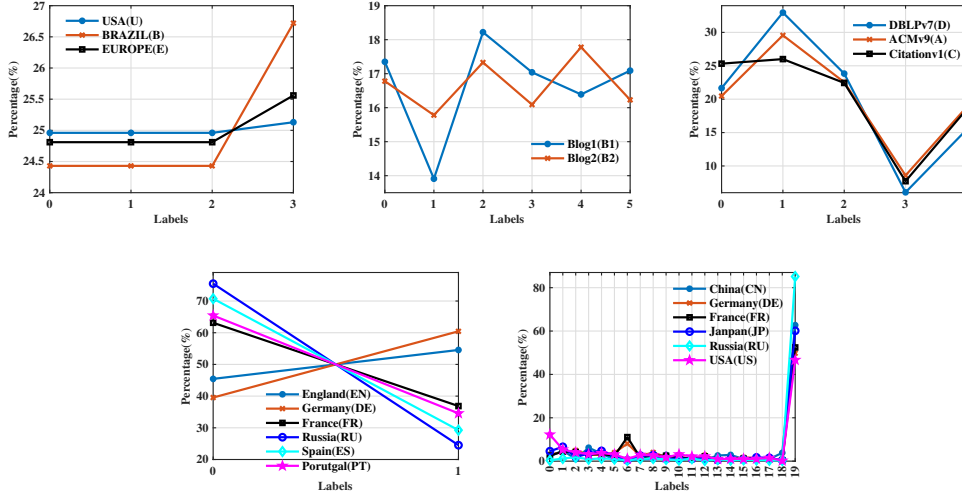 27
26.5
26
25.5
25
24.5
24
Percentage(%)
USA(U)
BRAZIL(B)
EUROPE(E)
0 1 2 3
Labels
19
18
17
16
15
14
Percentage(%)
Blog1(B1)
Blog2(B2)
0 1 2 3 4 5
Labels
30
25
20
15
10
Percentage(%)
DBLPv7(D)
ACMv9(A)
Citationv1(C)
0 1 2 3
Labels
70
60
50
40
30
20
Percentage(%)
England(EN)
Germany(DE)
France(FR)
Russia(RU)
Spain(ES)
Porutgal(PT)
0 1
Labels
80
60
40
20
0
Percentage(%)
China(CN)
Germany(DE)
France(FR)
Janpan(JP)
Russia(RU)
USA(US)
0 1 2 3 4 5 6 7 8 9 10 11 12 13 14 15 16 17 18 19
Labels